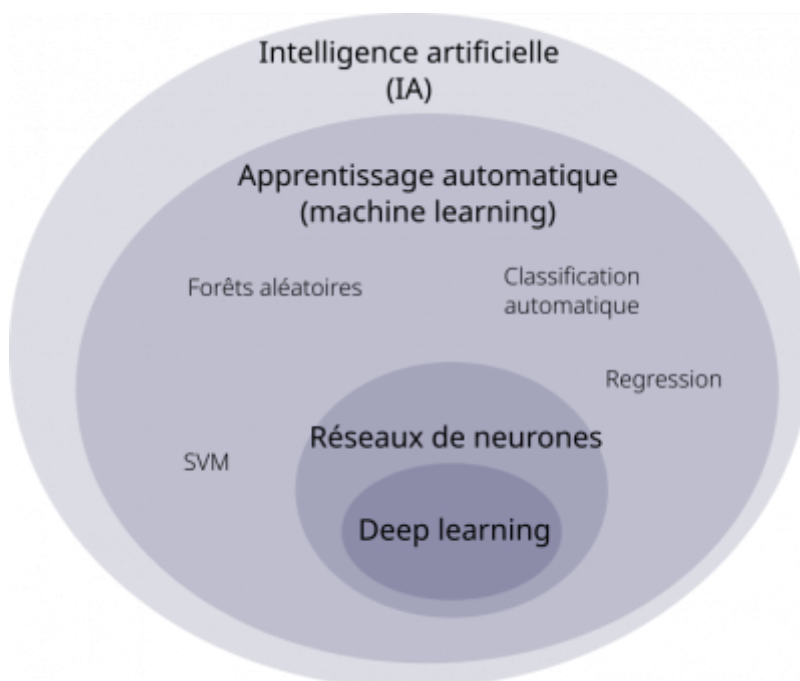 Intelligence artificielle
(IA)
Apprentissage automatique
(machine learning)
Forêts aléatoires
Classification
automatique
Regression
Réseaux de neurones
SVM
Deep learning